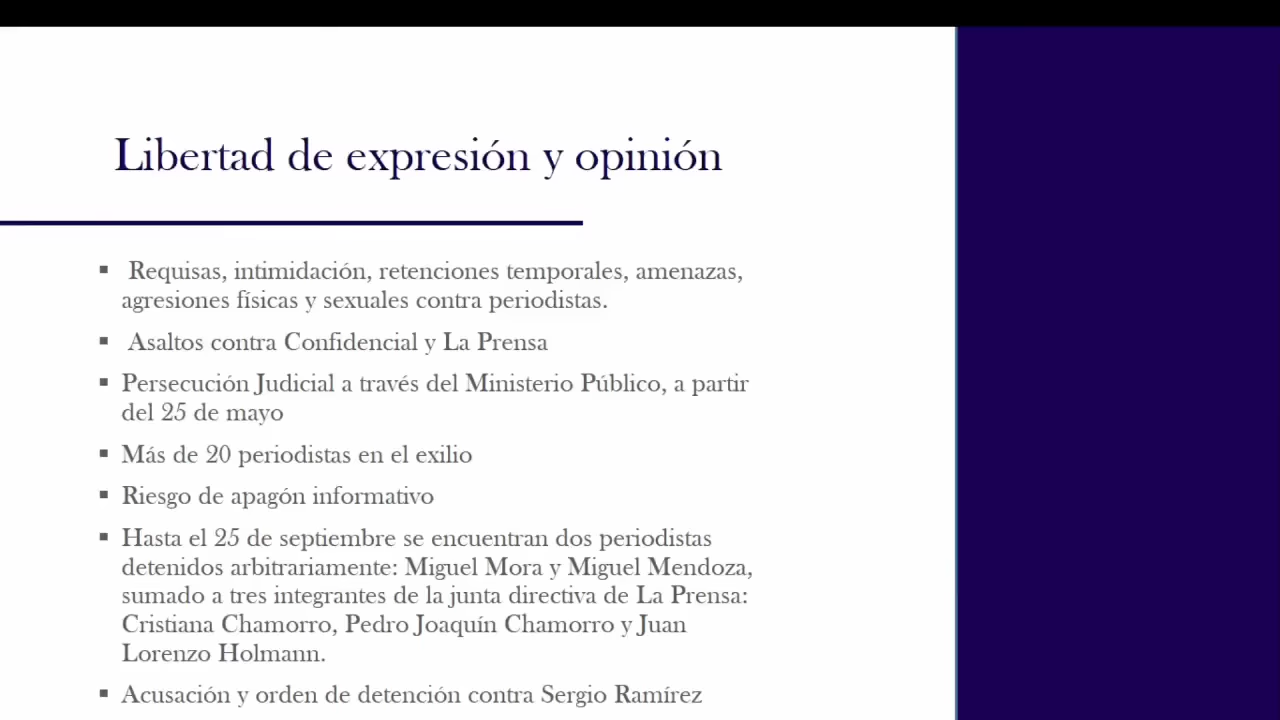 Libertad de expresión y opinión
▪ Requisas, intimidación, retenciones temporales, amenazas,
agresiones físicas y sexuales contra periodistas.
▪ Asaltos contra Confidencial y La Prensa
▪ Persecución Judicial a través del Ministerio Público, a partir
del 25 de mayo
▪ Más de 20 periodistas en el exilio
▪ Riesgo de apagón informativo
▪ Hasta el 25 de septiembre se encuentran dos periodistas
detenidos arbitrariamente: Miguel Mora y Miguel Mendoza,
sumado a tres integrantes de la junta directiva de La Prensa:
Cristiana Chamorro, Pedro Joaquín Chamorro y Juan
Lorenzo Holmann.
▪ Acusación y orden de detención contra Sergio Ramírez